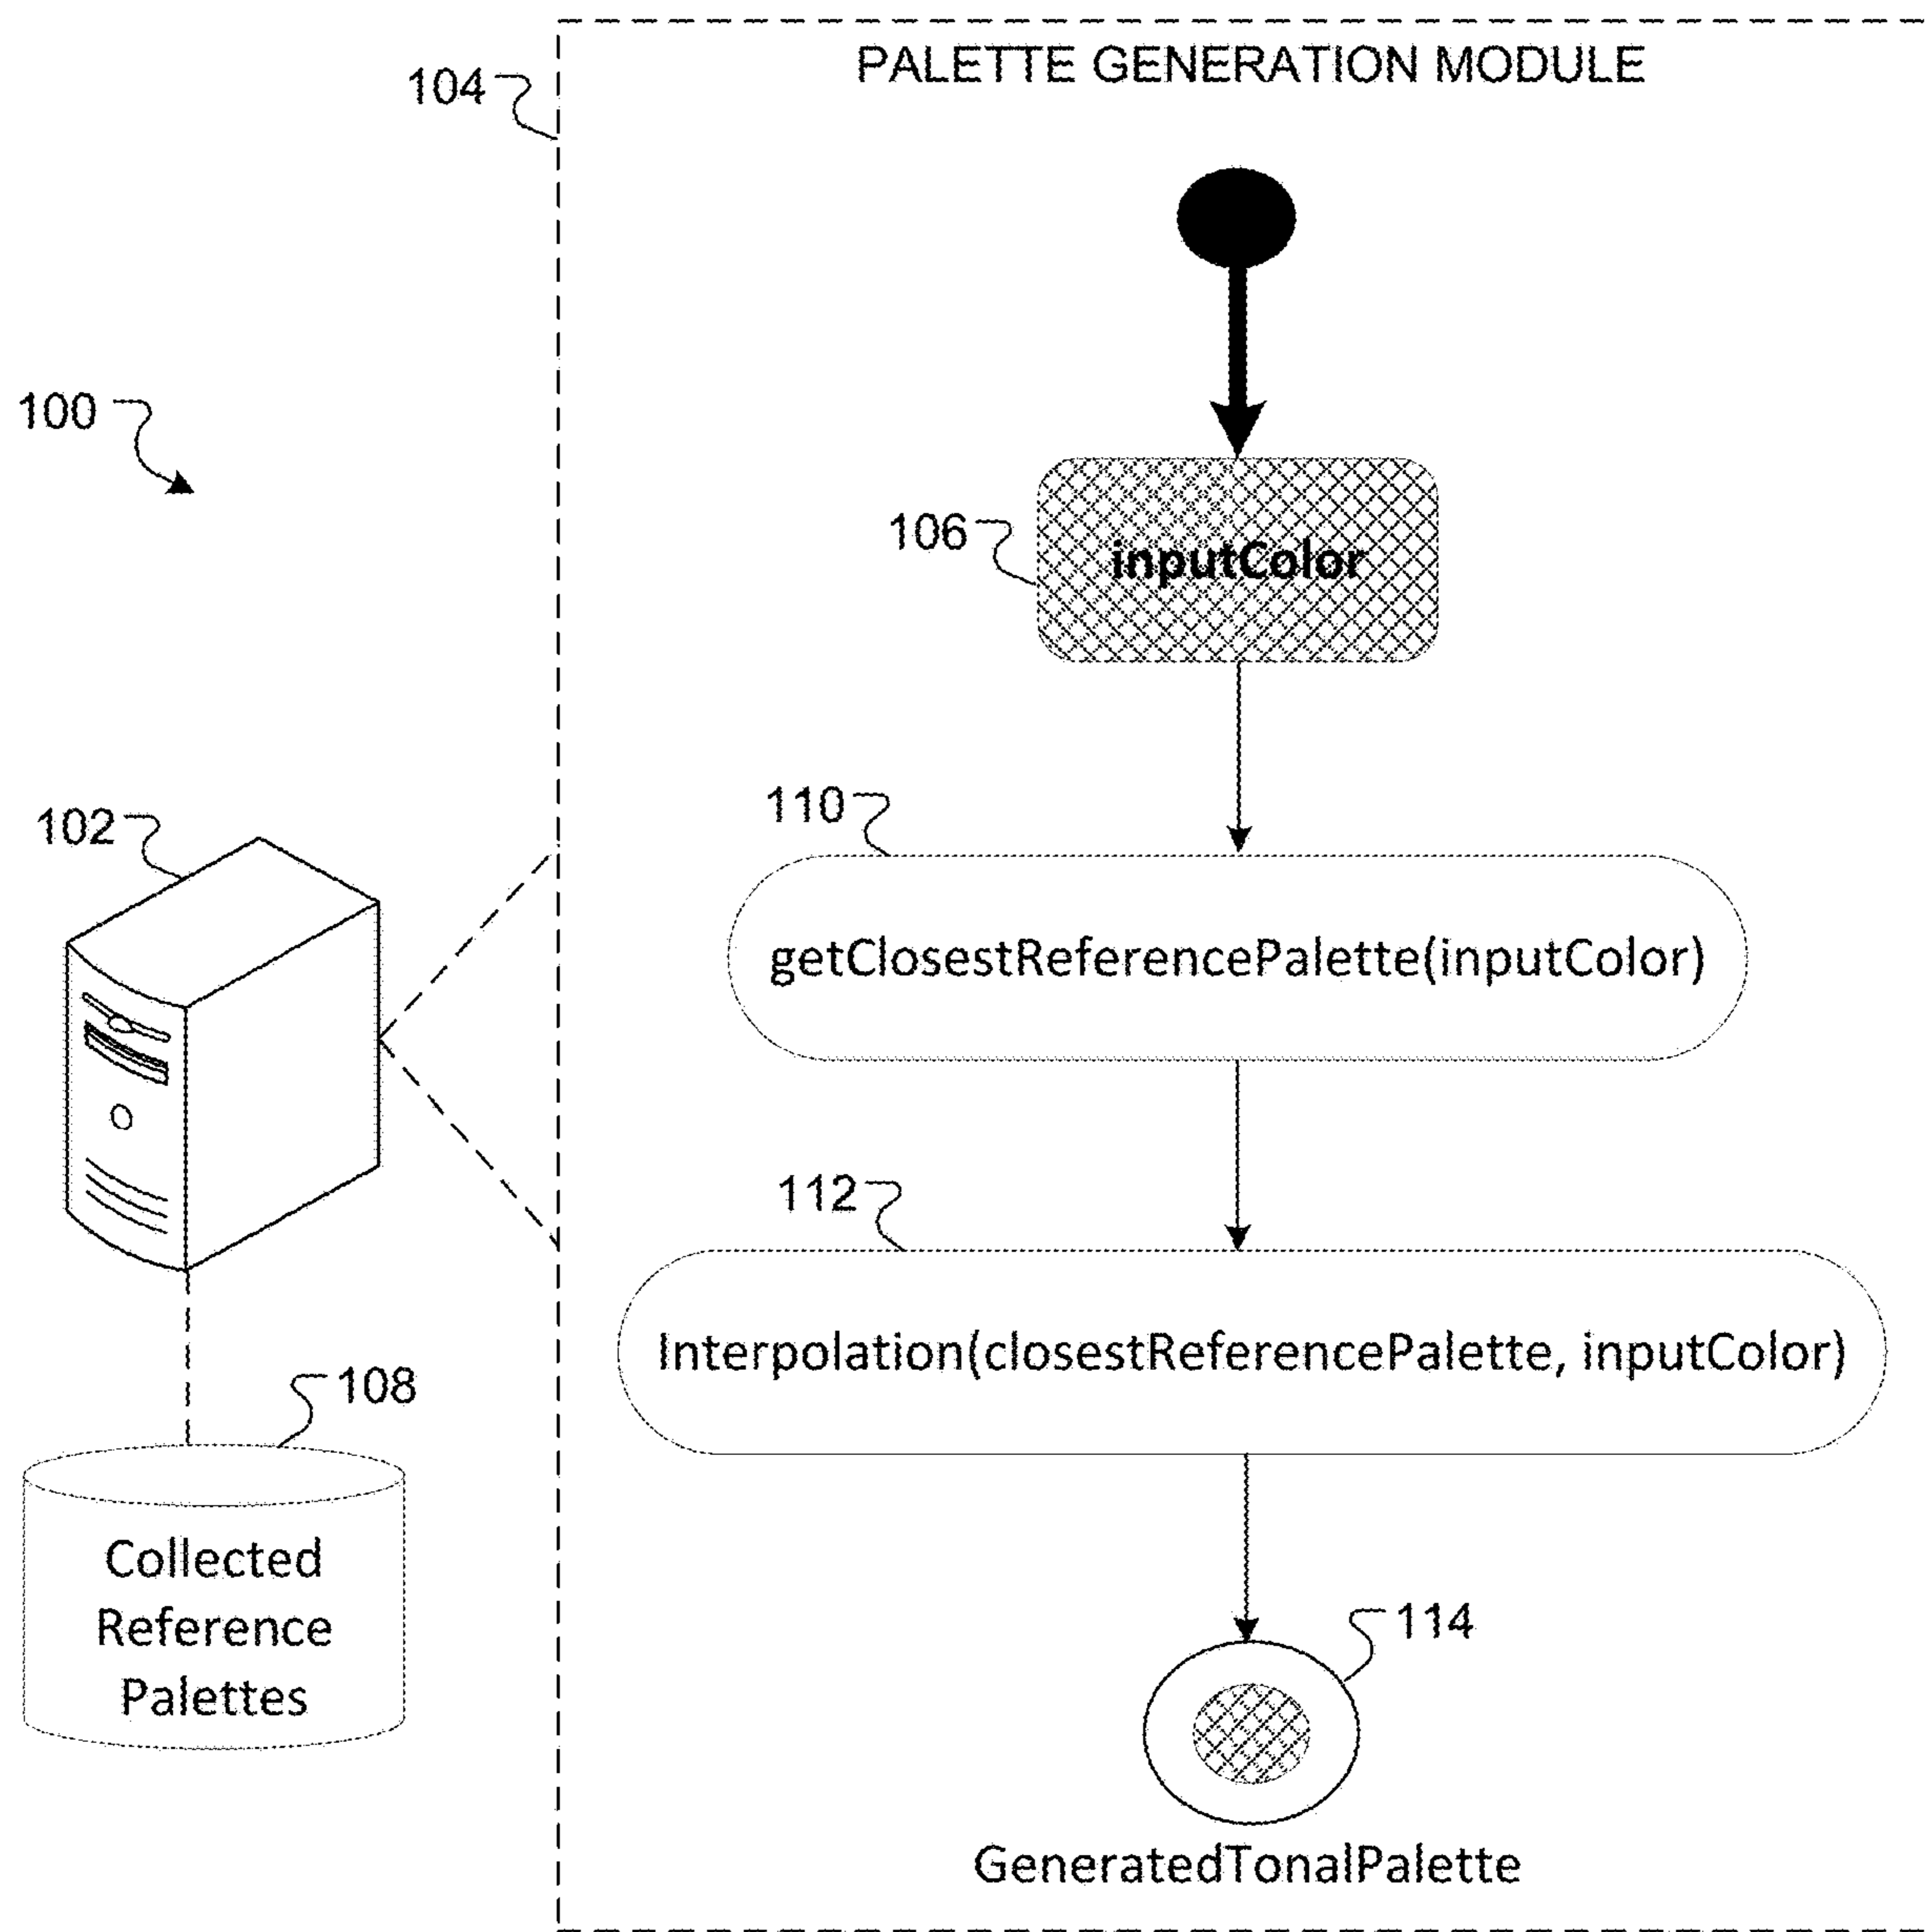 PALETTE GENERATION MODULE
104
100
106
inputColor
110
getClosestReferencePalette(inputColor)
102
112
Interpolation(closestReferencePalette, inputColor)
108
Collected
Reference
Palettes
114
GeneratedTonalPalette